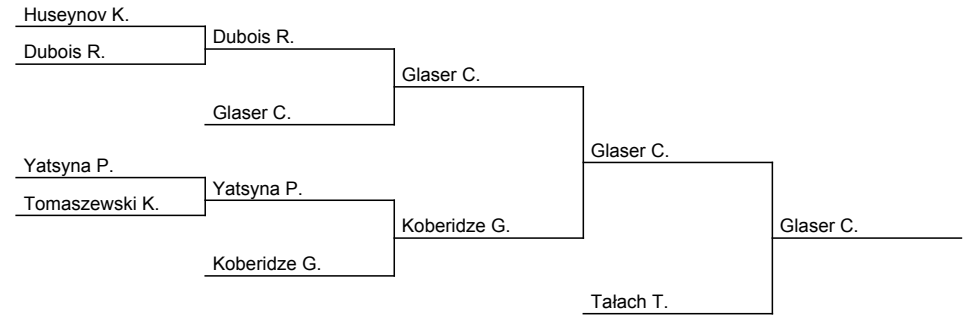 Huseynov K.
Dubois R.
Dubois R.
Glaser C.
Glaser C.
Yatsyna P.
Tomaszewski K.
Yatsyna P.
Koberidze G.
Koberidze G.
Glaser C.
Tałach T.
Glaser C.